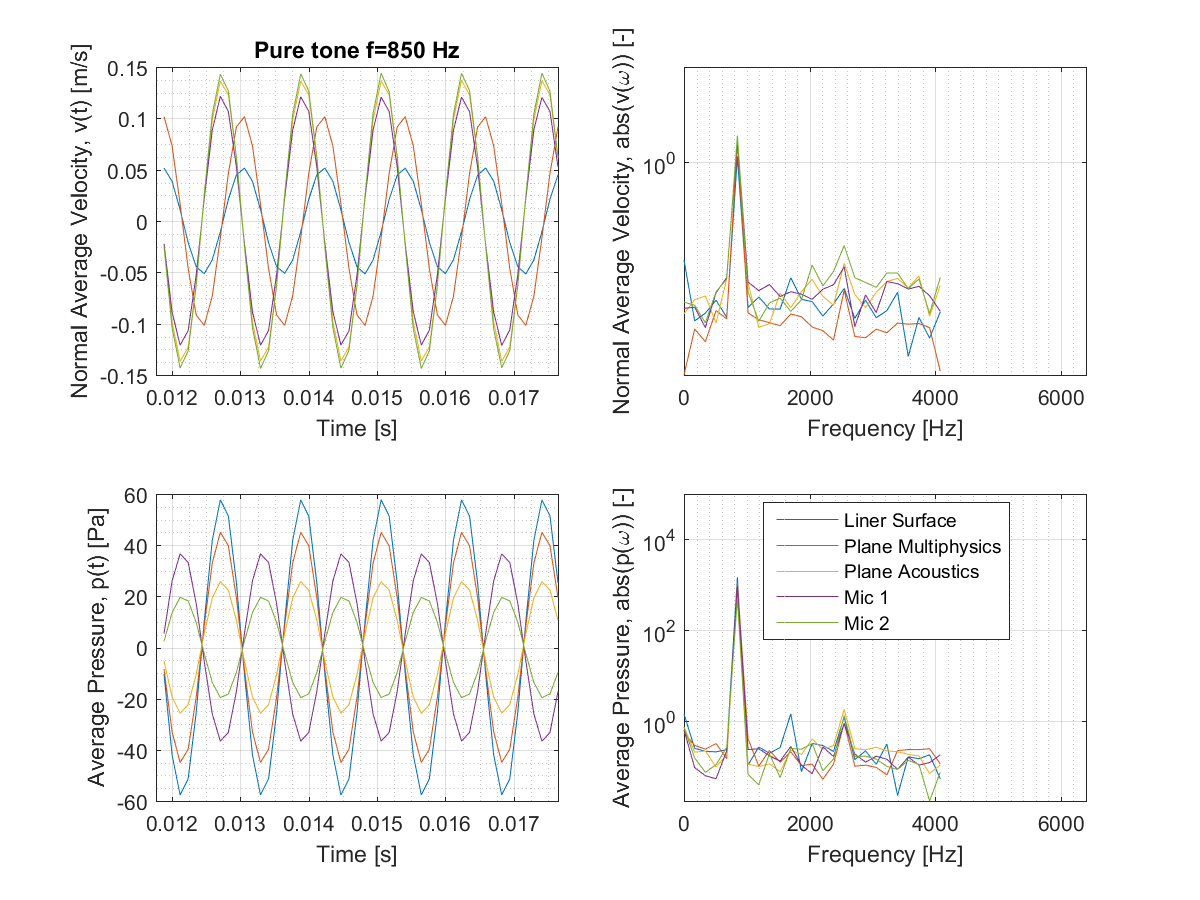 Pure tone f=850 Hz
Normal Average Velocity, v(t) [m/s]
0.15
0.1
0.05
0
-0.05
-0.1
-0.15
0.012 0.013 0.014 0.015 0.016 0.017
Time [s]
Normal Average Velocity, abs(v(ω)) [-]
10^0
0 2000 4000 6000
Frequency [Hz]
Average Pressure, p(t) [Pa]
60
40
20
0
-20
-40
-60
0.012 0.013 0.014 0.015 0.016 0.017
Time [s]
Average Pressure, abs(p(ω)) [-]
10^4
10^2
10^0
Liner Surface
Plane Multiphysics
Plane Acoustics
Mic 1
Mic 2
0 2000 4000 6000
Frequency [Hz]